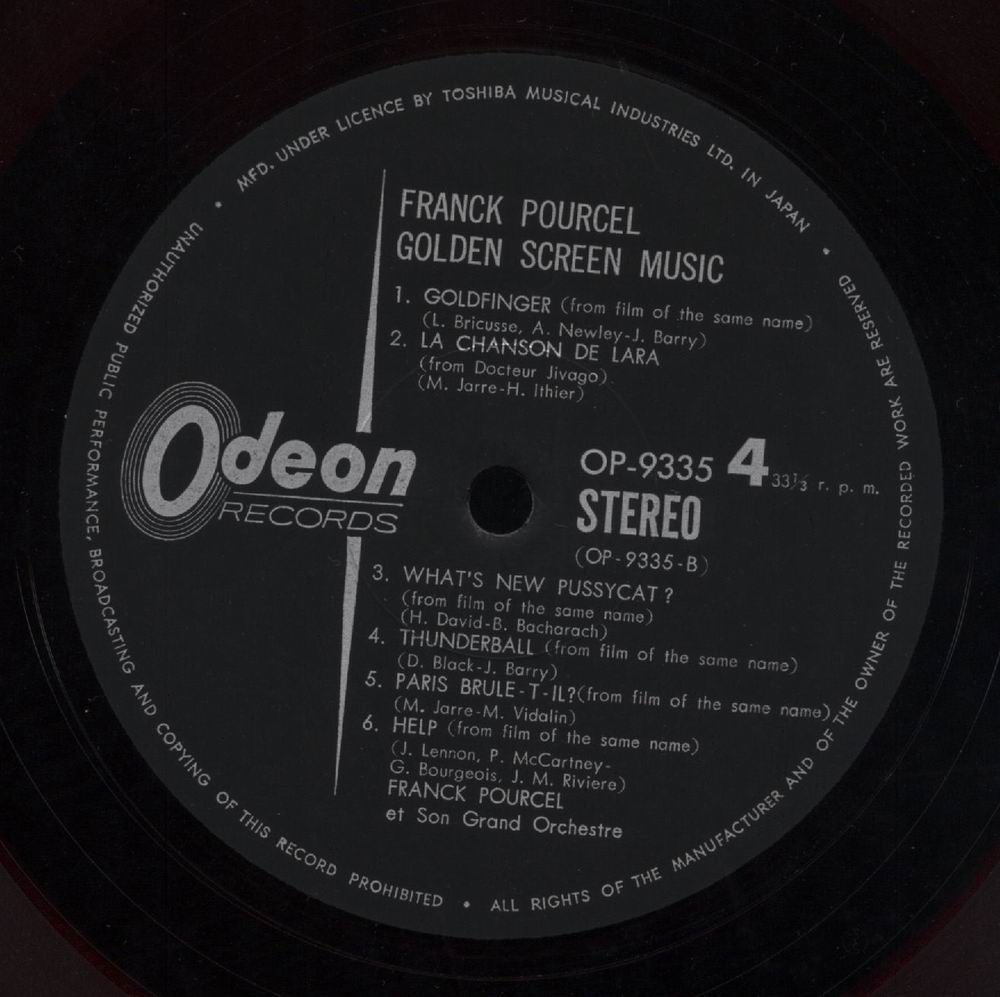 MFD. UNDER LICENCE BY TOSHIBA MUSICAL INDUSTRIES LTD. IN JAPAN •
FRANCK POURCEL
GOLDEN SCREEN MUSIC
1. GOLDFINGER (from film of the same name)
(L. Bricusse, A. Newley-J. Barry)
2. LA CHANSON DE LARA
(from Docteur Jivago)
(M. Jarre-H. Ithier)
Odeon
RECORDS
OP-9335 4 33⅓ r. p. m.
STEREO
(OP-9335-B)
3. WHAT'S NEW PUSSYCAT?
(from film of the same name)
(H. David-B. Bacharach)
4. THUNDERBALL (from film of the same name)
(D. Black-J. Barry)
5. PARIS BRULE-T-IL?(from film of the same name)
(M. Jarre-M. Vidalin)
6. HELP (from film of the same name)
(J. Lennon, P. McCartney-
G. Bourgeois, J. M. Riviere)
FRANCK POURCEL
et Son Grand Orchestre
ALL RIGHTS OF THE MANUFACTURER AND OF THE OWNER OF THE RECORDED WORK ARE RESERVED
UNAUTHORIZED PUBLIC PERFORMANCE, BROADCASTING AND COPYING OF THIS RECORD PROHIBITED •